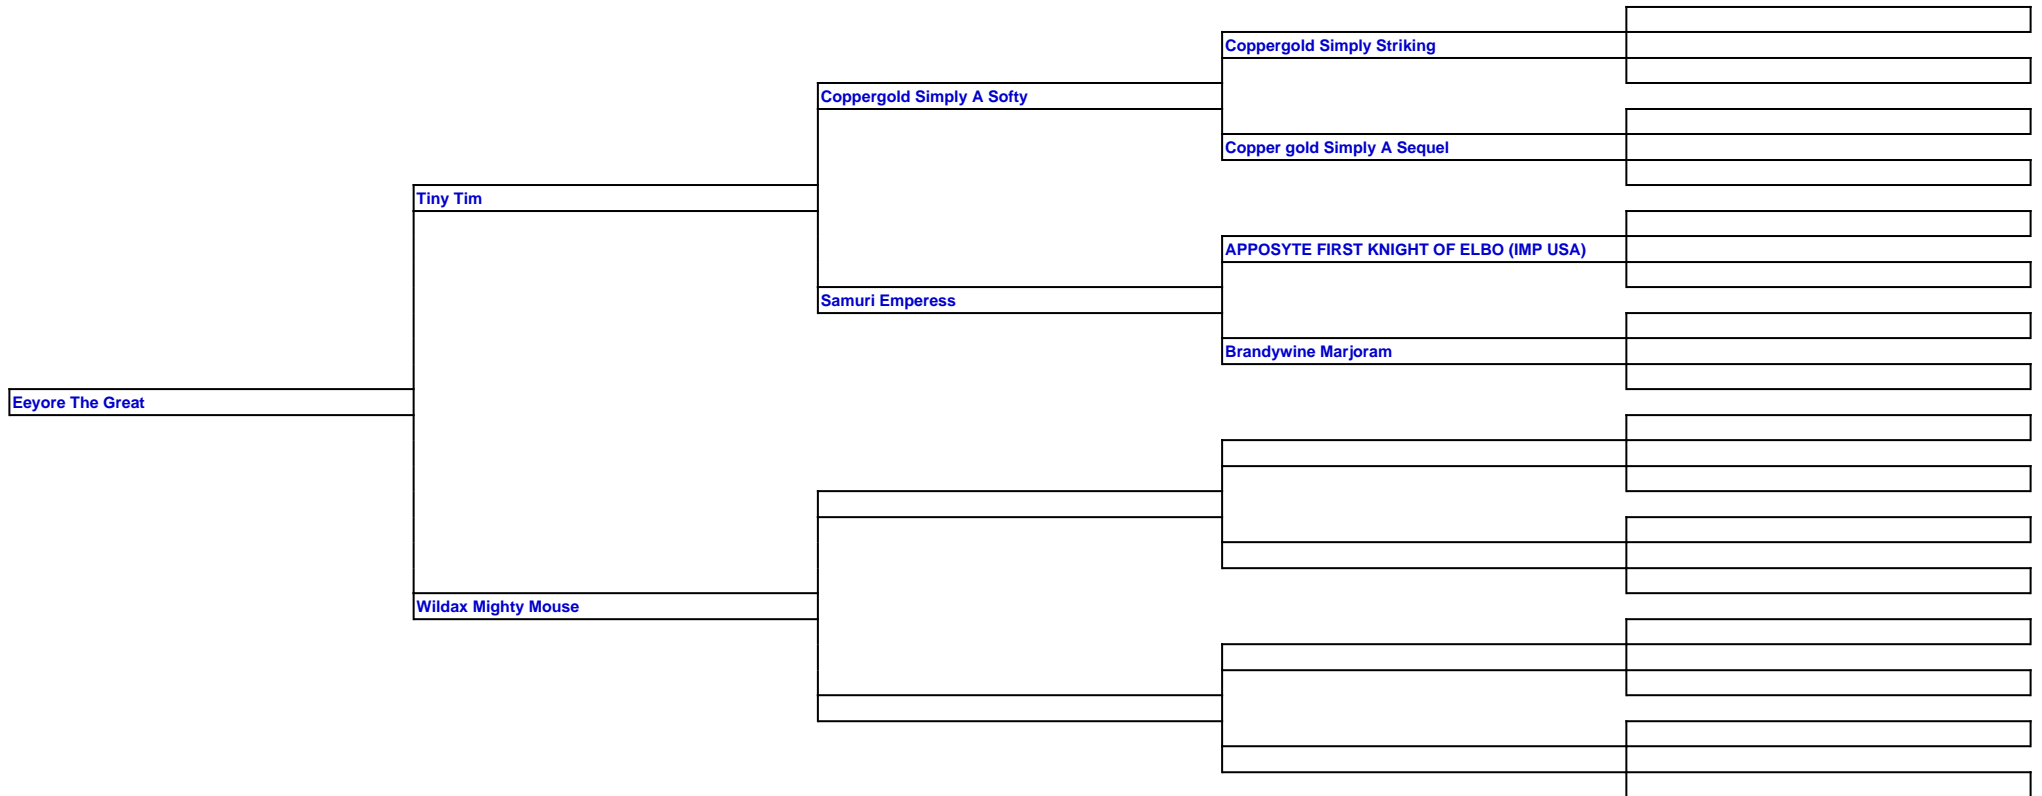 Coppergold Simply Striking
Coppergold Simply A Softy
Copper gold Simply A Sequel
Tiny Tim
APPOSYTE FIRST KNIGHT OF ELBO (IMP USA)
Samuri Emperess
Brandywine Marjoram
Eeyore The Great
Wildax Mighty Mouse